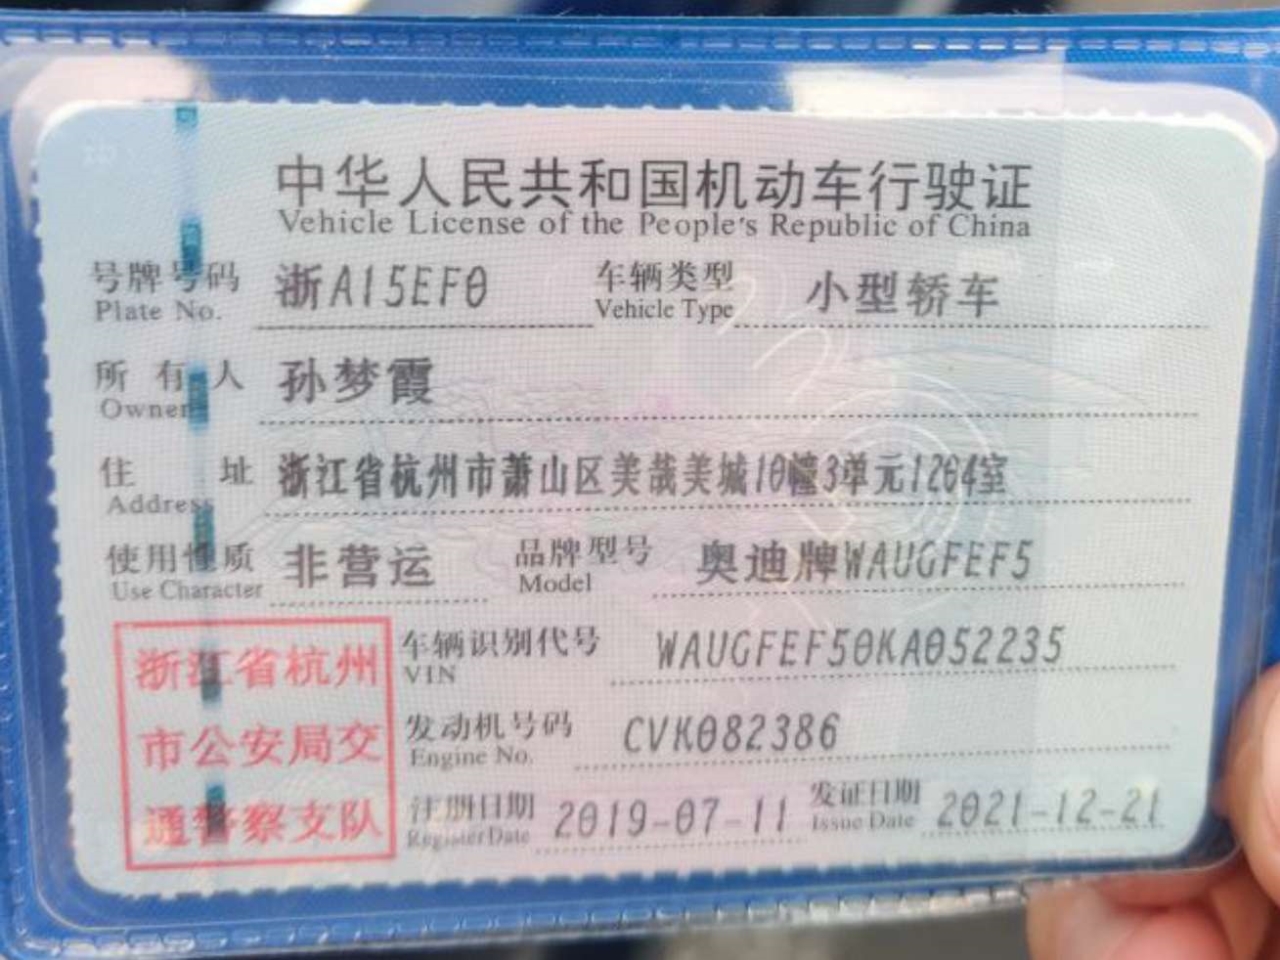 中华人民共和国机动车行驶证
Vehicle License of the People's Republic of China
号牌号码 浙A15EF0 车辆类型 小型轿车
Plate No. Vehicle Type
所有人 孙梦霞
Owner
住址 浙江省杭州市萧山区美哉美城10幢3单元1204室
Address
使用性质 非营运 品牌型号 奥迪牌WAUGFEF5
Use Character Model
浙江省杭州 车辆识别代号 WAUGFEF50KA052235
VIN
市公安局交 发动机号码 CVK082386
Engine No.
通警察支队 注册日期 2019-07-11 发证日期 2021-12-21
Register Date Issue Date